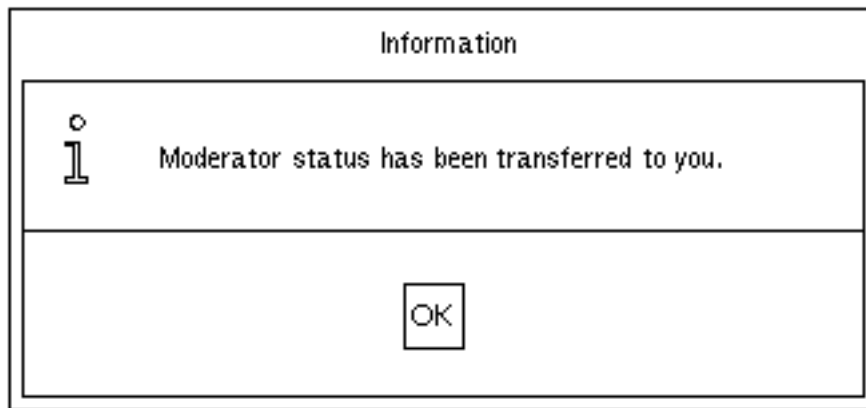 Information
Moderator status has been transferred to you.
OK